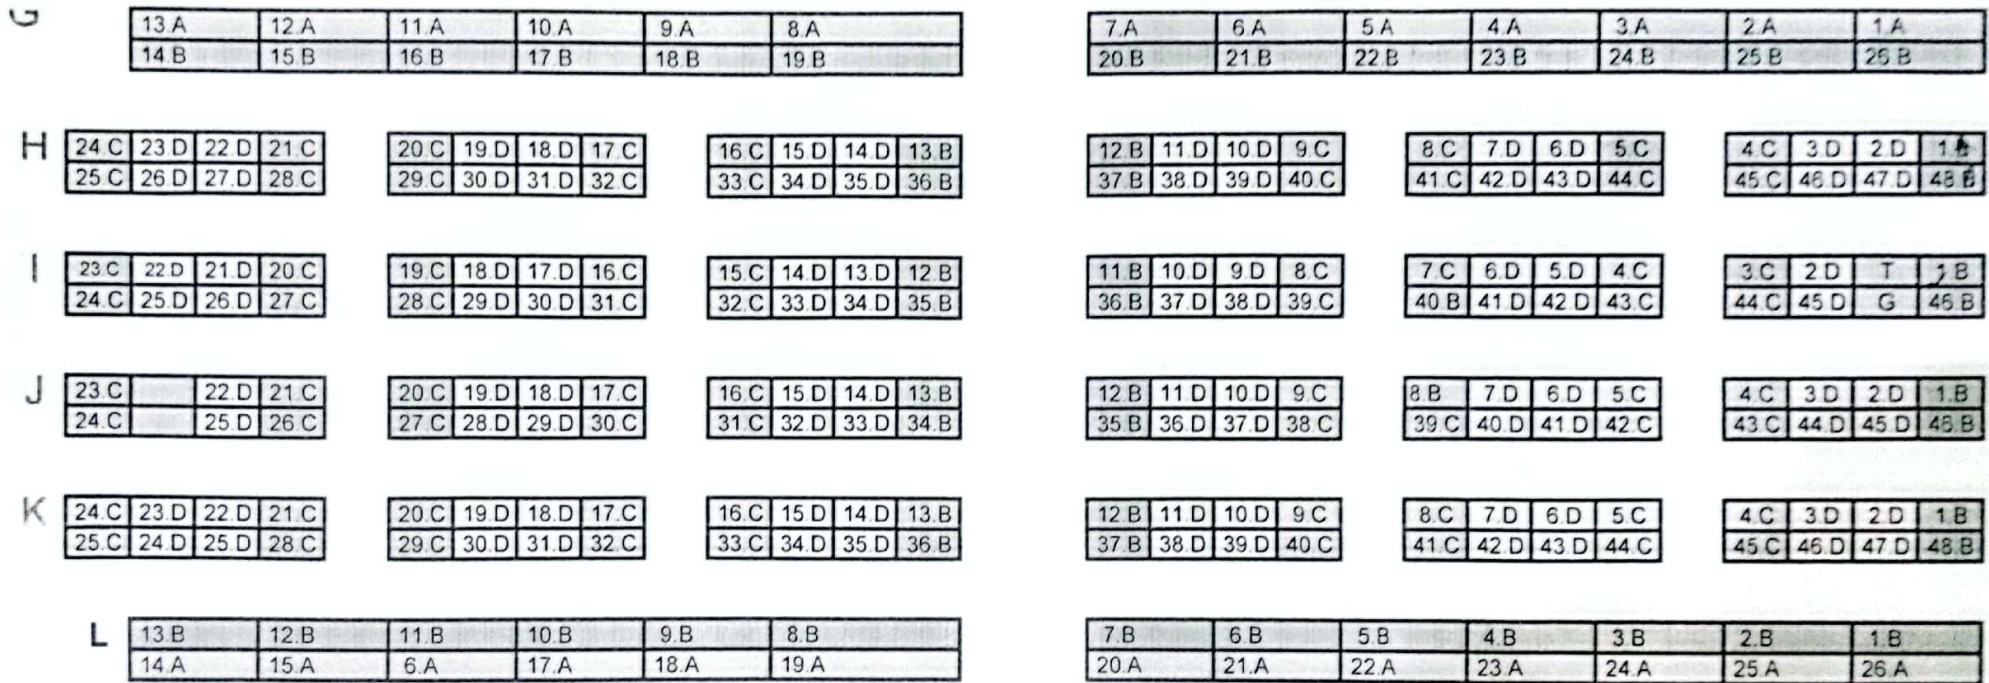 G 13.A 12.A 11.A 10.A 9.A 8.A 7.A 6.A 5.A 4.A 3.A 2.A 1.A
14.B 15.B 16.B 17.B 18.B 19.B 20.B 21.B 22.B 23.B 24.B 25.B 26.B
H 24.C 23.D 22.D 21.C 20.C 19.D 18.D 17.C 16.C 15.D 14.D 13.B 12.B 11.D 10.D 9.C 8.C 7.D 6.D 5.C 4.C 3.D 2.D
25.C 26.D 27.D 28.C 29.C 30.D 31.D 32.C 33.C 34.D 35.D 36.B 37.B 38.D 39.D 40.C 41.C 42.D 43.D 44.C 45.C 46.D 47.D 48.B
I 23.C 22.D 21.D 20.C 19.C 18.D 17.D 16.C 15.C 14.D 13.D 12.B 11.B 10.D 9.D 8.C 7.C 6.D 5.D 4.C 3.C 2.D T 1.B
24.C 25.D 26.D 27.C 28.C 29.D 30.D 31.C 32.C 33.D 34.D 35.B 36.B 37.D 38.D 39.C 40.B 41.D 42.D 43.C 44.C 45.D G 46.B
J 23.C 22.D 21.C 20.C 19.D 18.D 17.C 16.C 15.D 14.D 13.B 12.B 11.D 10.D 9.C 8.B 7.D 6.D 5.C 4.C 3.D 2.D 1.B
24.C 25.D 26.C 27.C 28.D 29.D 30.C 31.C 32.D 33.D 34.B 35.B 36.D 37.D 38.C 39.C 40.D 41.D 42.C 43.C 44.D 45.D 46.B
K 24.C 23.D 22.D 21.C 20.C 19.D 18.D 17.C 16.C 15.D 14.D 13.B 12.B 11.D 10.D 9.C 8.C 7.D 6.D 5.C 4.C 3.D 2.D 1.B
25.C 24.D 25.D 28.C 29.C 30.D 31.D 32.C 33.C 34.D 35.D 36.B 37.B 38.D 39.D 40.C 41.C 42.D 43.D 44.C 45.C 46.D 47.D 48.B
L 13.B 12.B 11.B 10.B 9.B 8.B 7.B 6.B 5.B 4.B 3.B 2.B 1.B
14.A 15.A 6.A 17.A 18.A 19.A 20.A 21.A 22.A 23.A 24.A 25.A 26.A